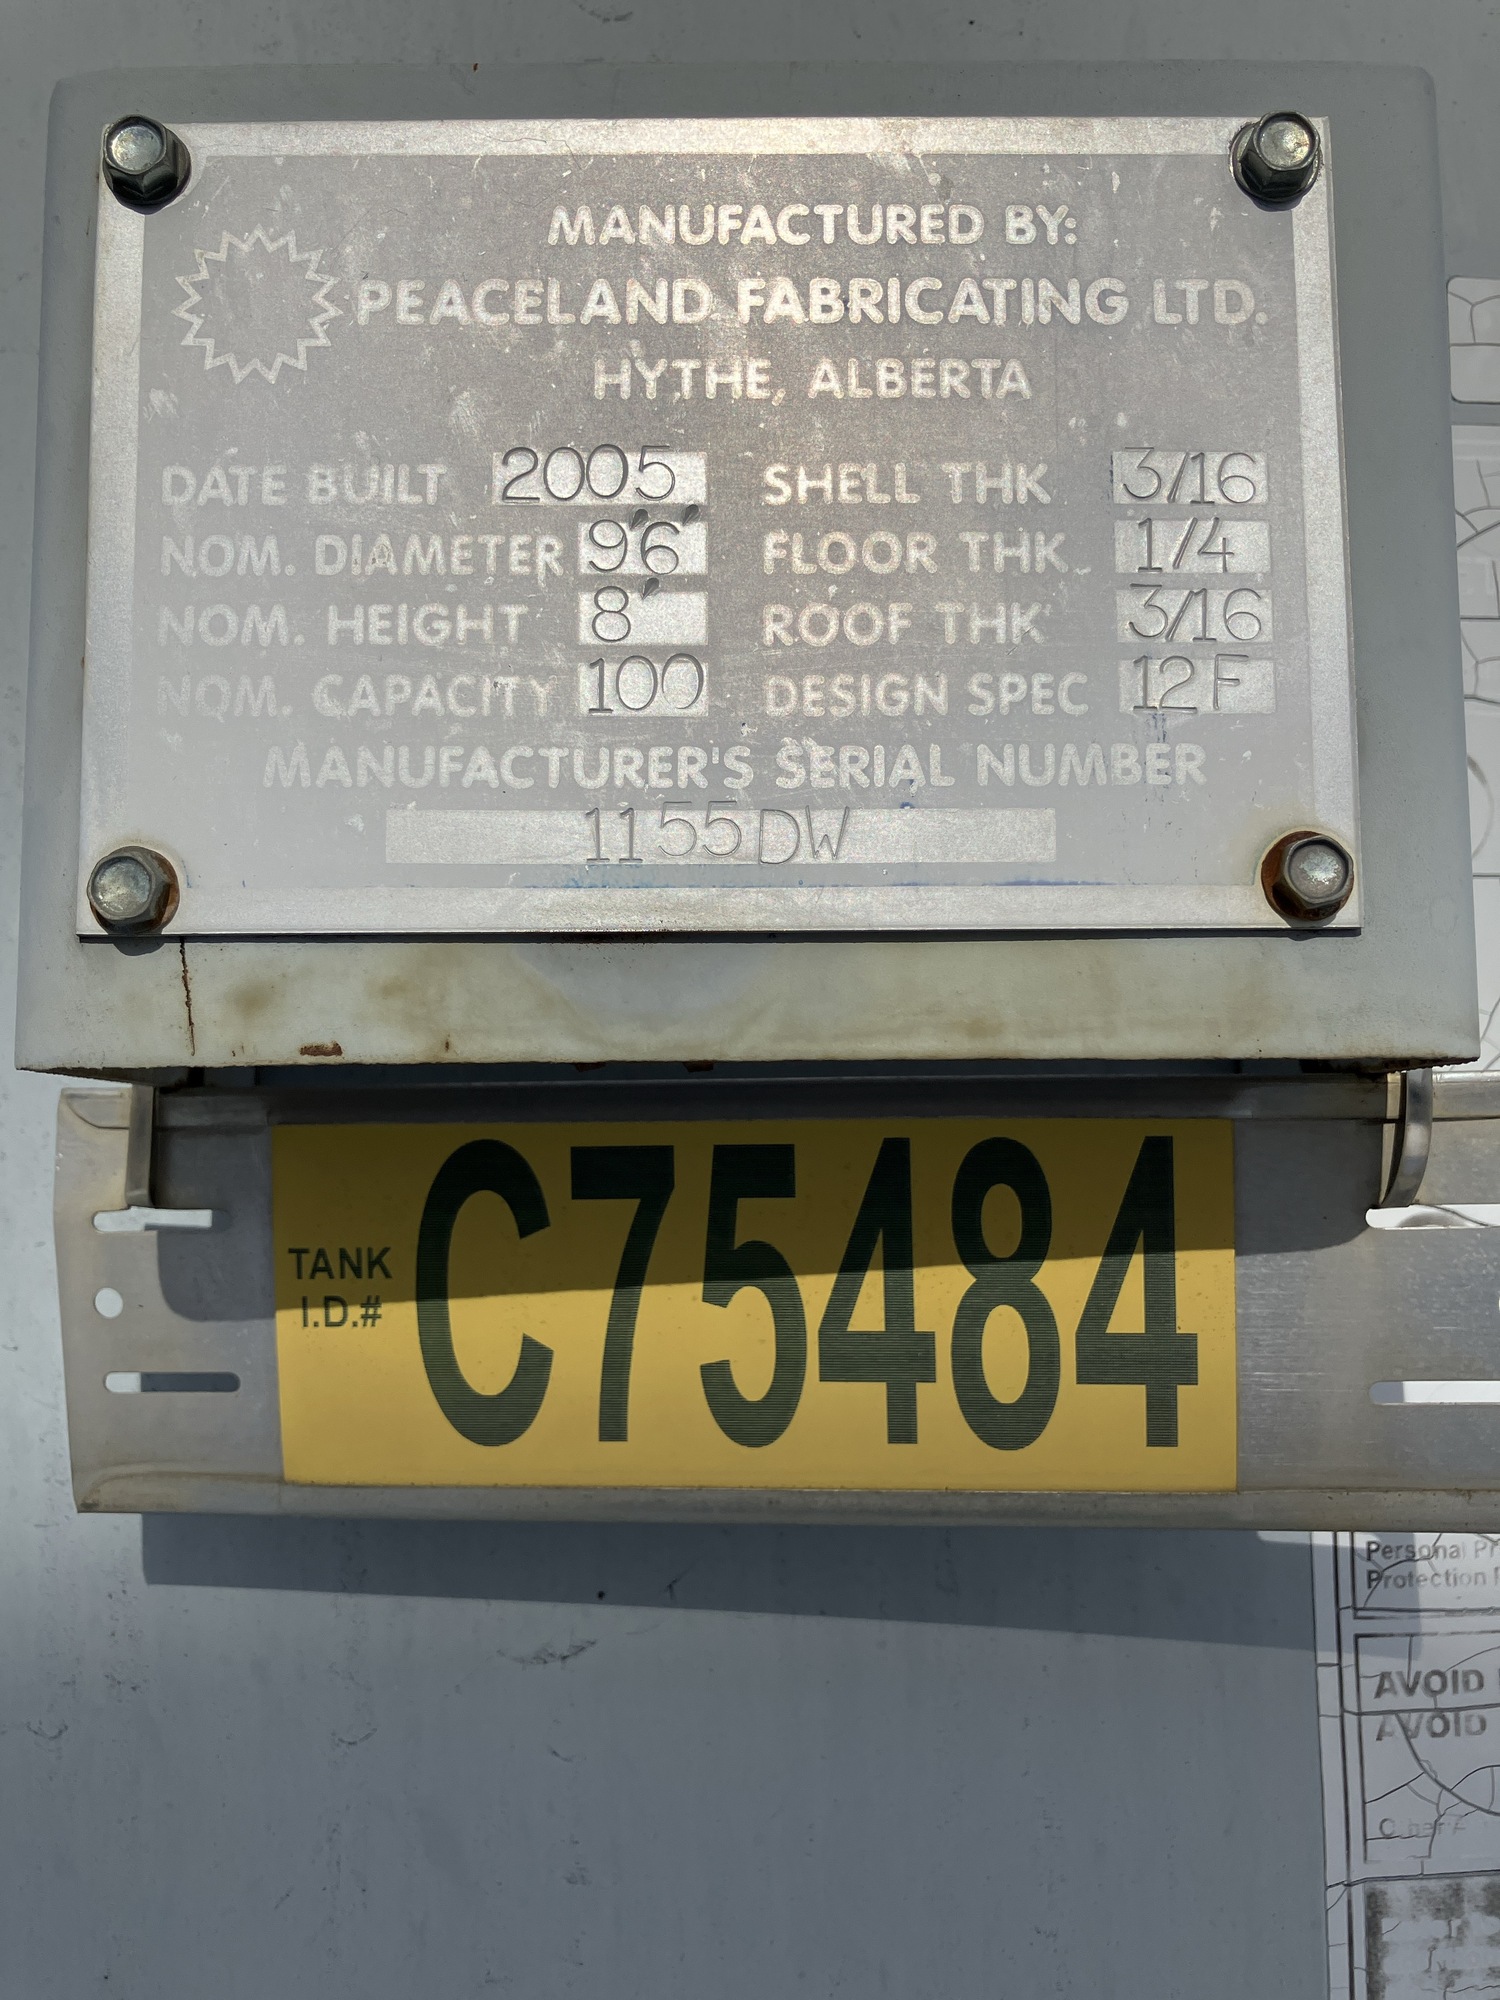 MANUFACTURED BY:
PEACELAND FABRICATING LTD.
HYTHE, ALBERTA
DATE BUILT 2005 SHELL THK 3/16
NOM. DIAMETER 9'6' FLOOR THK 1/4
NOM. HEIGHT 8' ROOF THK 3/16
NOM. CAPACITY 100 DESIGN SPEC 12F
MANUFACTURER'S SERIAL NUMBER
1155DW
TANK
I.D.# C75484
Personal
Protection
AVOID
AVOID